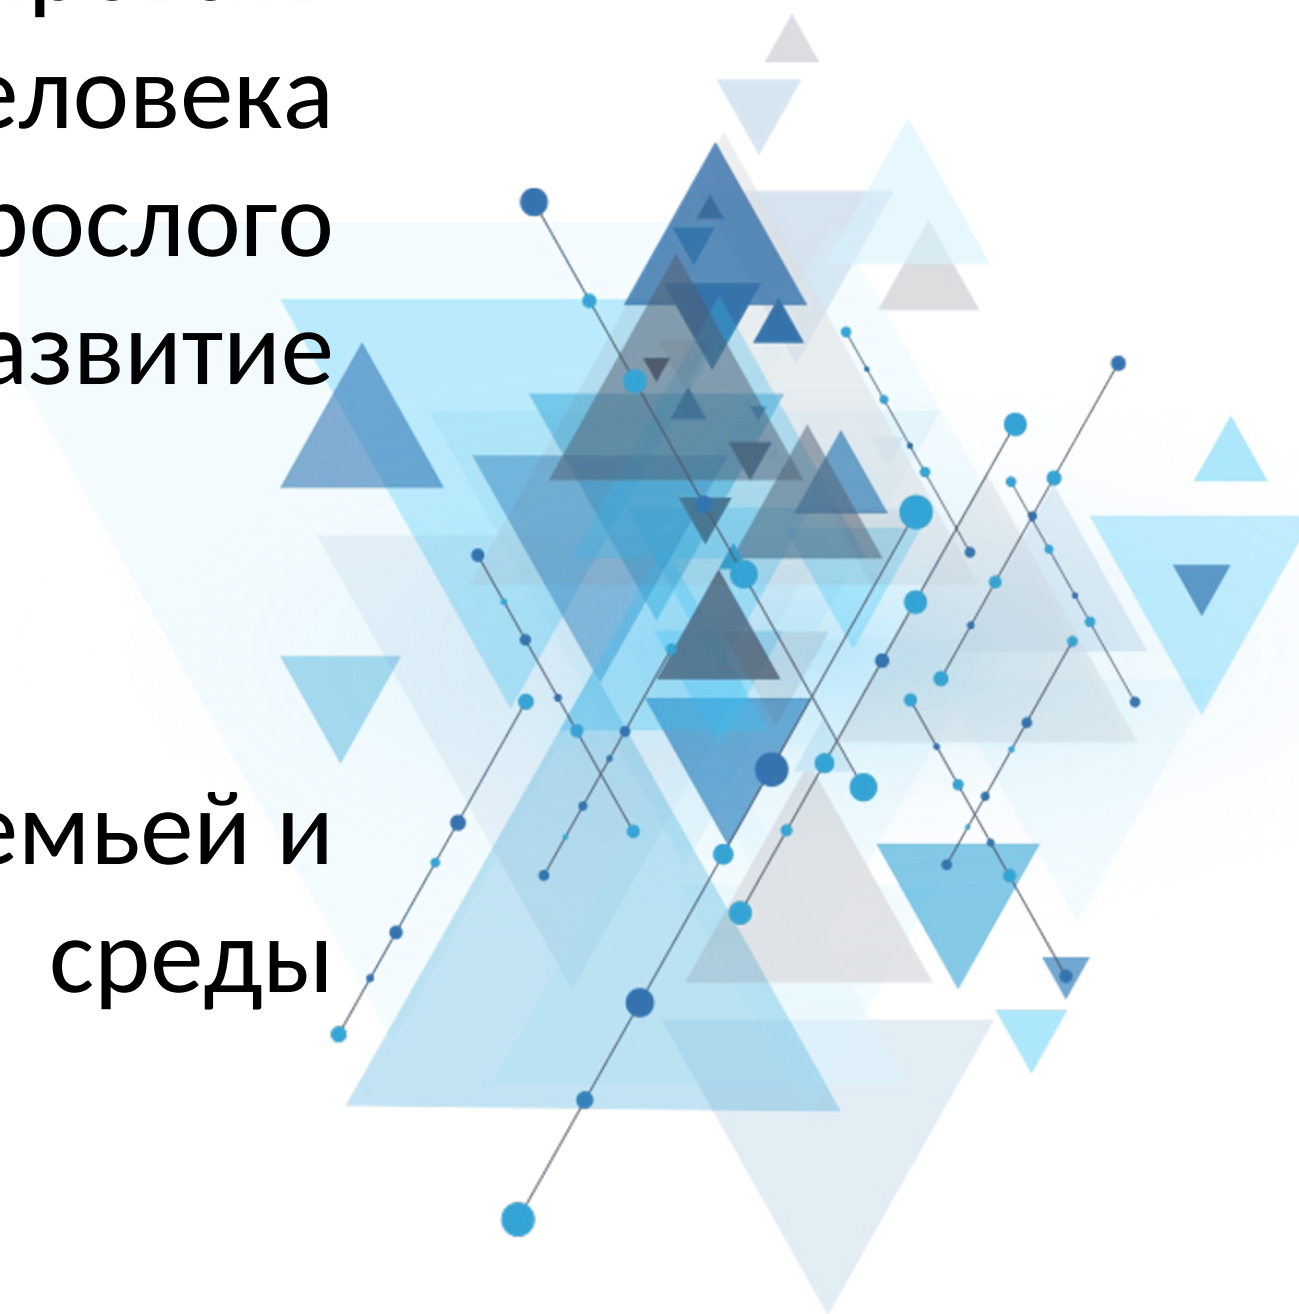 еловека
рослого
азвитие
емьей и
среды